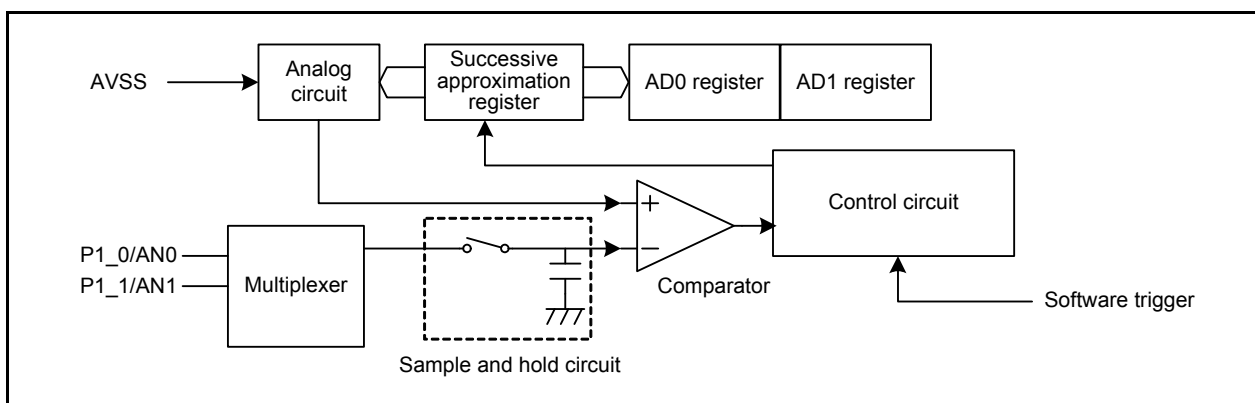 AVSS
Analog
circuit
Successive
approximation
register
AD0 register
AD1 register
Control circuit
+
−
P1_0/AN0
P1_1/AN1
Multiplexer
Comparator
Software trigger
Sample and hold circuit